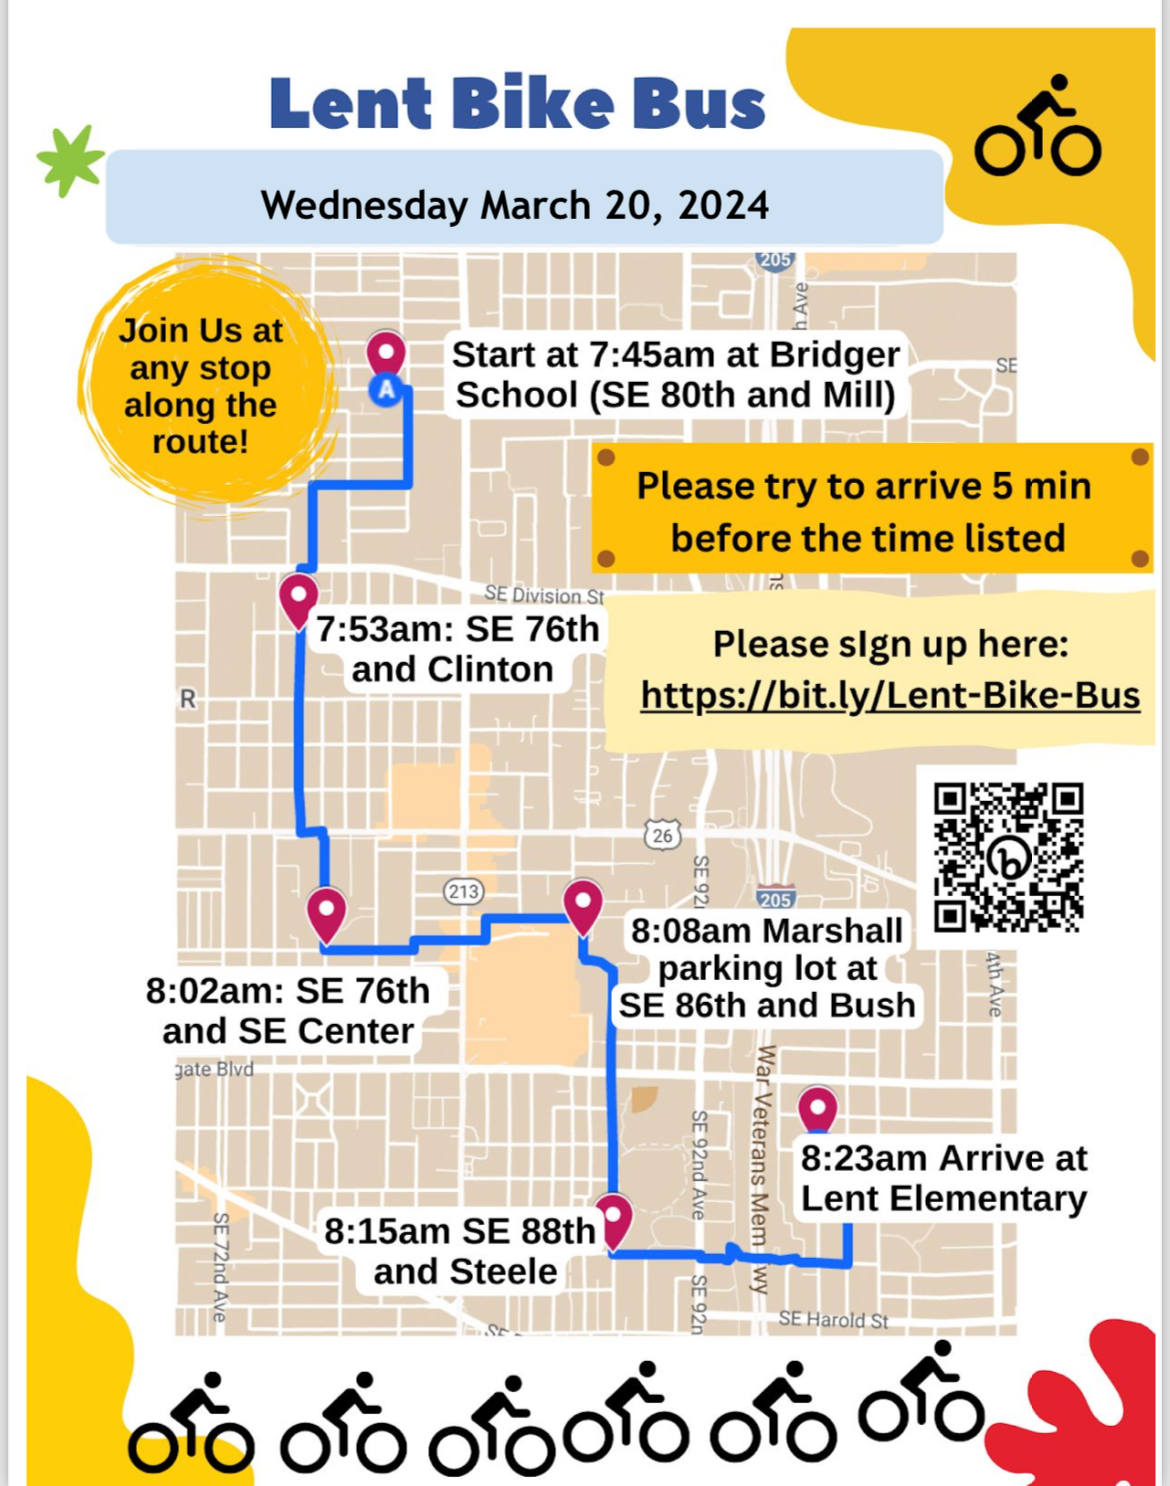 Lent Bike Bus
Wednesday March 20, 2024
205
h Ave
Join Us at
any stop
along the
route!
A
Start at 7:45am at Bridger
School (SE 80th and Mill)
SE
Please try to arrive 5 min
before the time listed
SE Division St
7:53am: SE 76th
and Clinton
Please sIgn up here:
https://bit.ly/Lent-Bike-Bus
R
26
SE 92
213
205
b
8:08am Marshall
parking lot at
SE 86th and Bush
4th Ave
8:02am: SE 76th
and SE Center
gate Blvd
War Veterans Mem
wy
SE 92nd Ave
8:23am Arrive at
Lent Elementary
8:15am SE 88th
and Steele
SE 72nd Ave
SE 92n
SE Harold St
SE